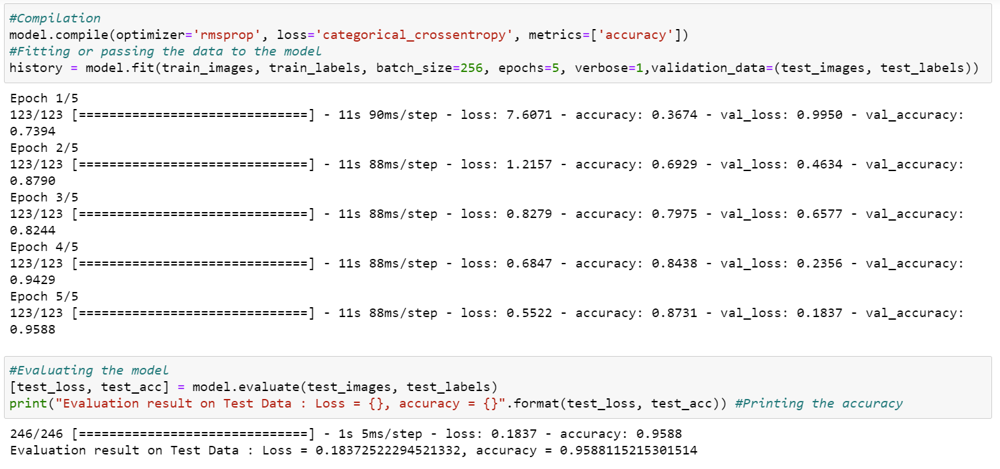 #Compilation
model.compile(optimizer='rmsprop', loss='categorical_crossentropy', metrics=['accuracy'])
#Fitting or passing the data to the model
history = model.fit(train_images, train_labels, batch_size=256, epochs=5, verbose=1,validation_data=(test_images, test_labels))
Epoch 1/5
123/123 [==============================] - 11s 90ms/step - loss: 7.6071 - accuracy: 0.3674 - val_loss: 0.9950 - val_accuracy:
0.7394
Epoch 2/5
123/123 [==============================] - 11s 88ms/step - loss: 1.2157 - accuracy: 0.6929 - val_loss: 0.4634 - val_accuracy:
0.8790
Epoch 3/5
123/123 [==============================] - 11s 88ms/step - loss: 0.8279 - accuracy: 0.7975 - val_loss: 0.6577 - val_accuracy:
0.8244
Epoch 4/5
123/123 [==============================] - 11s 88ms/step - loss: 0.6847 - accuracy: 0.8438 - val_loss: 0.2356 - val_accuracy:
0.9429
Epoch 5/5
123/123 [==============================] - 11s 88ms/step - loss: 0.5522 - accuracy: 0.8731 - val_loss: 0.1837 - val_accuracy:
0.9588
#Evaluating the model
[test_loss, test_acc] = model.evaluate(test_images, test_labels)
print("Evaluation result on Test Data : Loss = {}, accuracy = {}".format(test_loss, test_acc)) #Printing the accuracy
246/246 [==============================] - 1s 5ms/step - loss: 0.1837 - accuracy: 0.9588
Evaluation result on Test Data : Loss = 0.18372522294521332, accuracy = 0.9588115215301514